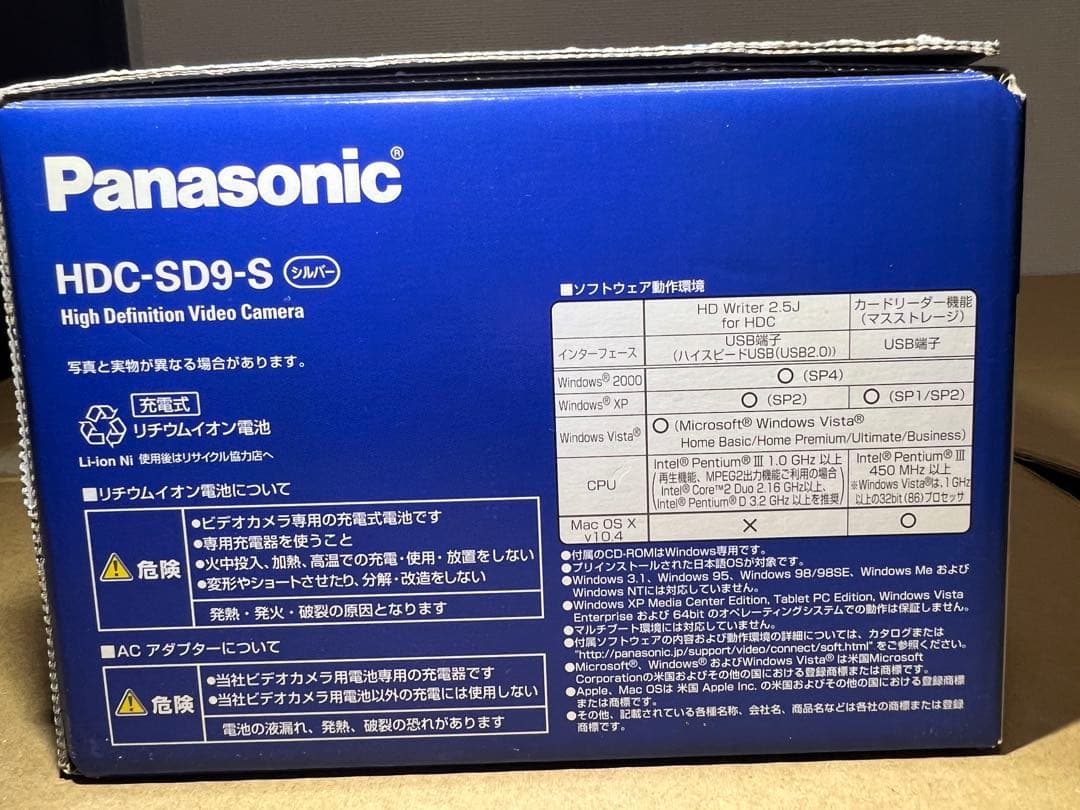 Panasonic®
HDC-SD9-S シルバー
High Definition Video Camera
写真と実物が異なる場合があります。
充電式
リチウムイオン電池
Li-ion Ni 使用後はリサイクル協力店へ
■リチウムイオン電池について
危険
●ビデオカメラ専用の充電式電池です
●専用充電器を使うこと
●火中投入、加熱、高温での充電・使用・放置をしない
●変形やショートさせたり、分解・改造をしない
発熱・発火・破裂の原因となります
■AC アダプターについて
危険
●当社ビデオカメラ用電池専用の充電器です
●当社ビデオカメラ用電池以外の充電には使用しない
電池の液漏れ、発熱、破裂の恐れがあります
■ソフトウェア動作環境
HD Writer 2.5J
for HDC
カードリーダー機能
(マスストレージ)
インターフェース
USB端子
(ハイスピードUSB(USB2.0))
USB端子
Windows® 2000
○ (SP4)
Windows® XP
○ (SP2)
○ (SP1/SP2)
Windows Vista®
○ (Microsoft® Windows Vista®
Home Basic/Home Premium/Ultimate/Business)
CPU
Intel® Pentium® III 1.0 GHz 以上
(再生機能、MPEG2出力機能ご利用の場合
Intel® Core™2 Duo 2.16 GHz以上、
Intel® Pentium® D 3.2 GHz 以上を推奨)
Intel® Pentium® III
450 MHz 以上
※Windows Vista®は、1 GHz
以上の32bit (86)プロセッサ
Mac OS X
v10.4
×
○
●付属のCD-ROMはWindows専用です。
●プリインストールされた日本語OSが対象です。
●Windows 3.1、Windows 95、Windows 98/98SE、Windows Me および
Windows NTには対応していません。
●Windows XP Media Center Edition, Tablet PC Edition, Windows Vista
Enterprise および 64bit のオペレーティングシステムでの動作は保証しません。
●マルチブート環境には対応していません。
●付属ソフトウェアの内容および動作環境の詳細については、カタログまたは
"http://panasonic.jp/support/video/connect/soft.html" をご参照ください。
●Microsoft®、Windows® およびWindows Vista® は米国Microsoft
Corporationの米国およびその他の国における登録商標または商標です。
●Apple、Mac OSは 米国 Apple Inc. の米国およびその他の国における登録商標
または商標です。
●その他、記載されている各種名称、会社名、商品名などは各社の商標または登録
商標です。